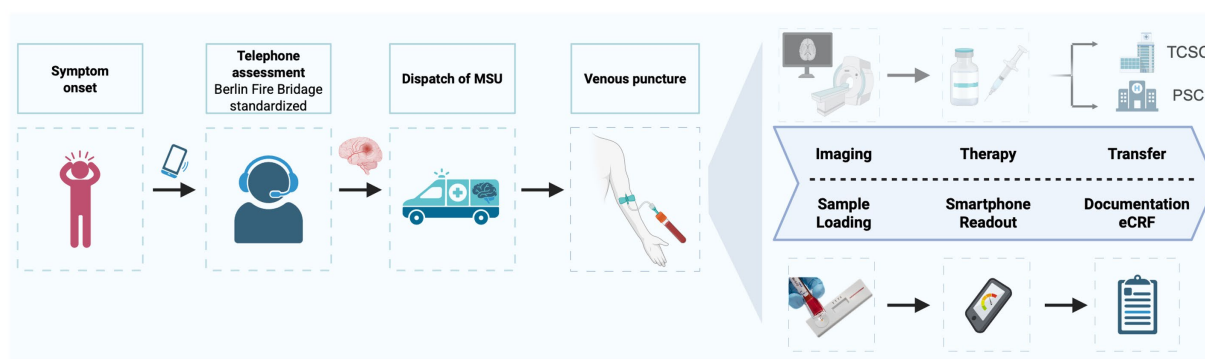 Symptom
onset
Telephone
assessment
Berlin Fire Bridage
standardized
Dispatch of MSU
Venous puncture
TCSC
PSC
Imaging
Therapy
Transfer
Sample
Loading
Smartphone
Readout
Documentation
eCRF